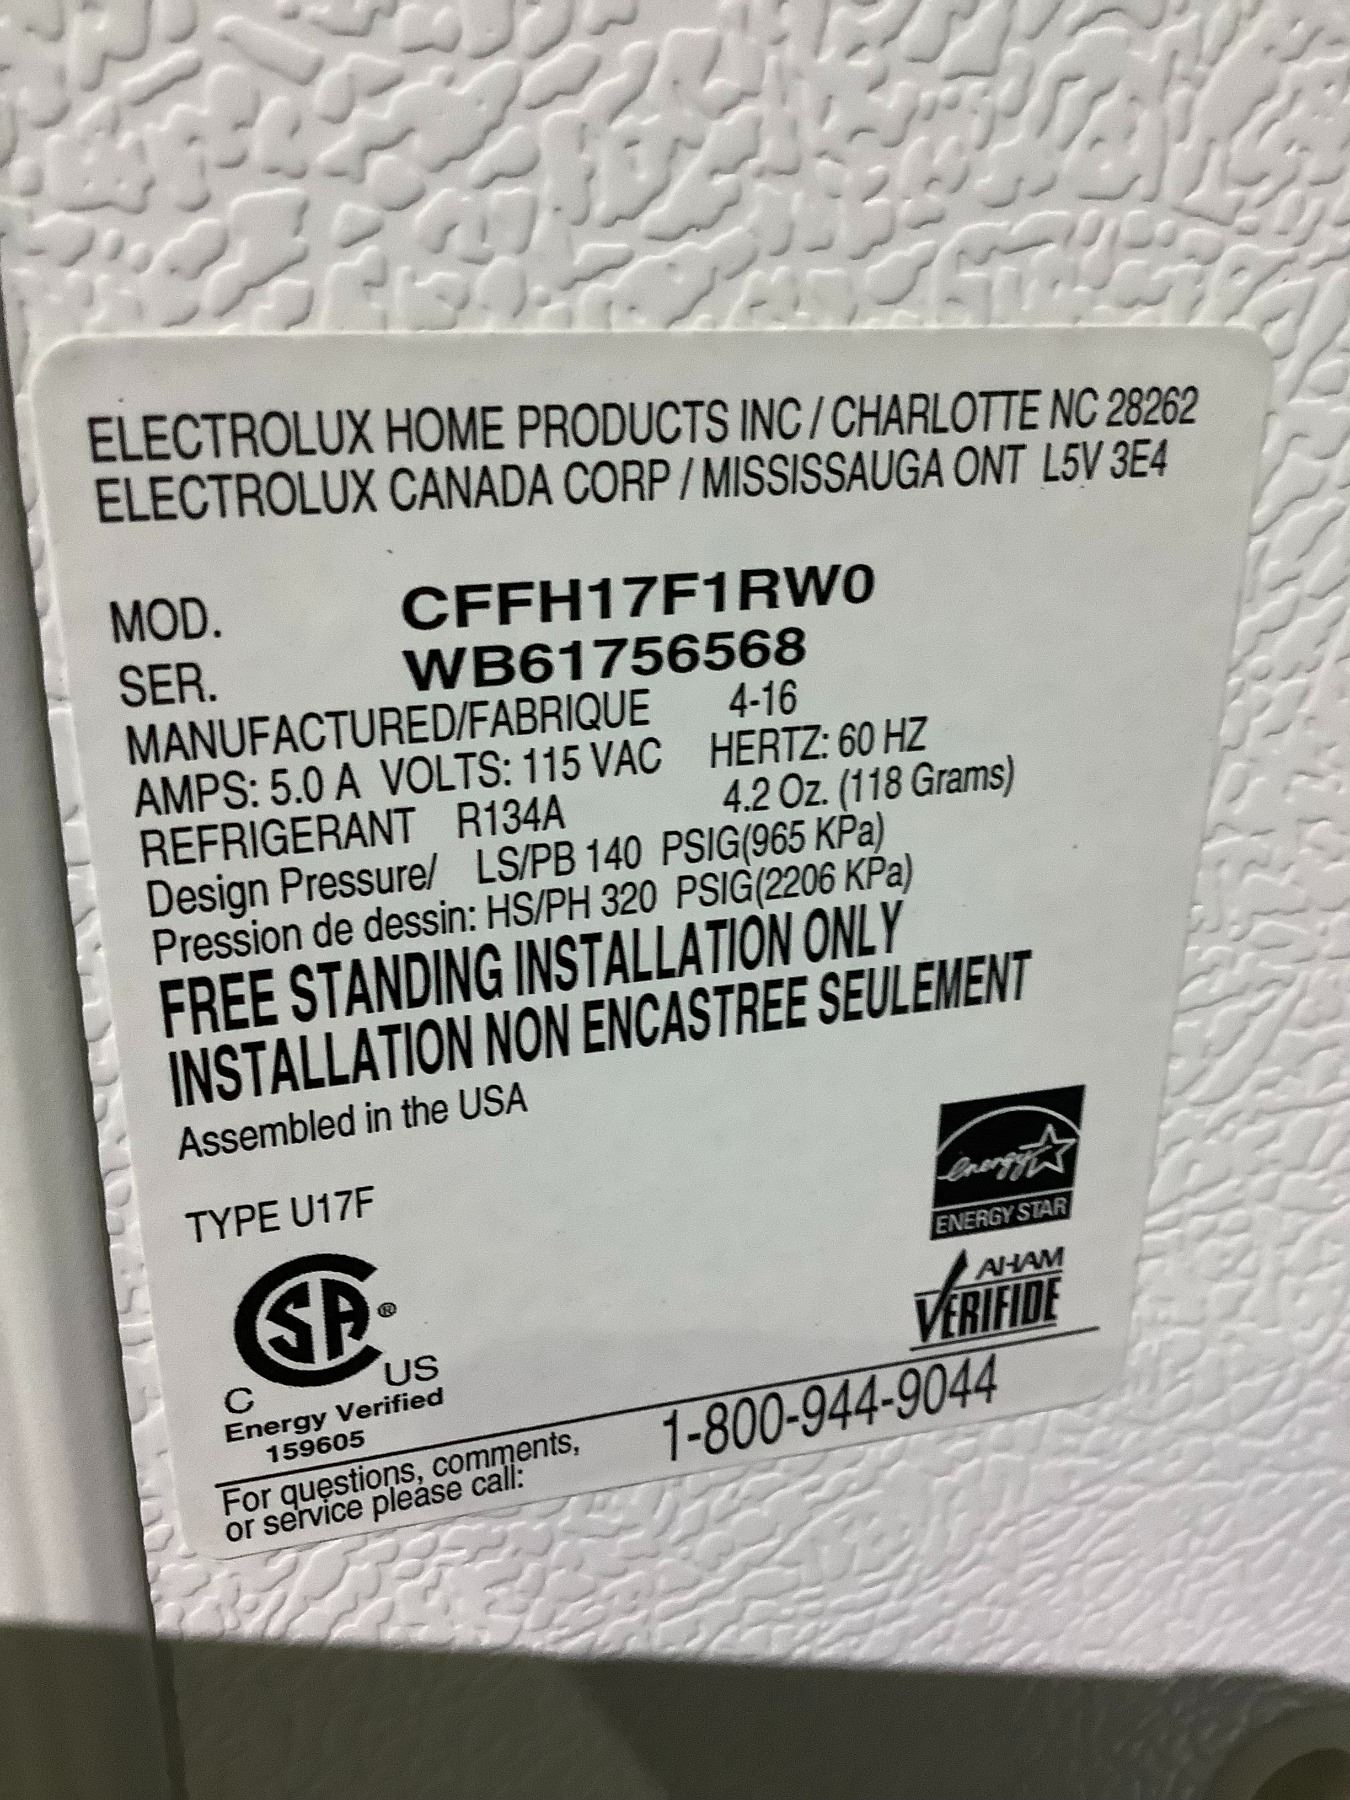 ELECTROLUX HOME PRODUCTS INC / CHARLOTTE NC 28262
ELECTROLUX CANADA CORP / MISSISSAUGA ONT L5V 3E4
MOD. CFFH17F1RW0
SER. WB61756568
MANUFACTURED/FABRIQUE 4-16
AMPS: 5.0 A VOLTS: 115 VAC HERTZ: 60 HZ
REFRIGERANT R134A 4.2 Oz. (118 Grams)
Design Pressure/ LS/PB 140 PSIG(965 KPa)
Pression de dessin: HS/PH 320 PSIG(2206 KPa)
FREE STANDING INSTALLATION ONLY
INSTALLATION NON ENCASTREE SEULEMENT
Assembled in the USA
TYPE U17F
energy
ENERGY STAR
AHAM
VERIFIDE
CSA®
C US
Energy Verified
159605
For questions, comments,
or service please call:
1-800-944-9044